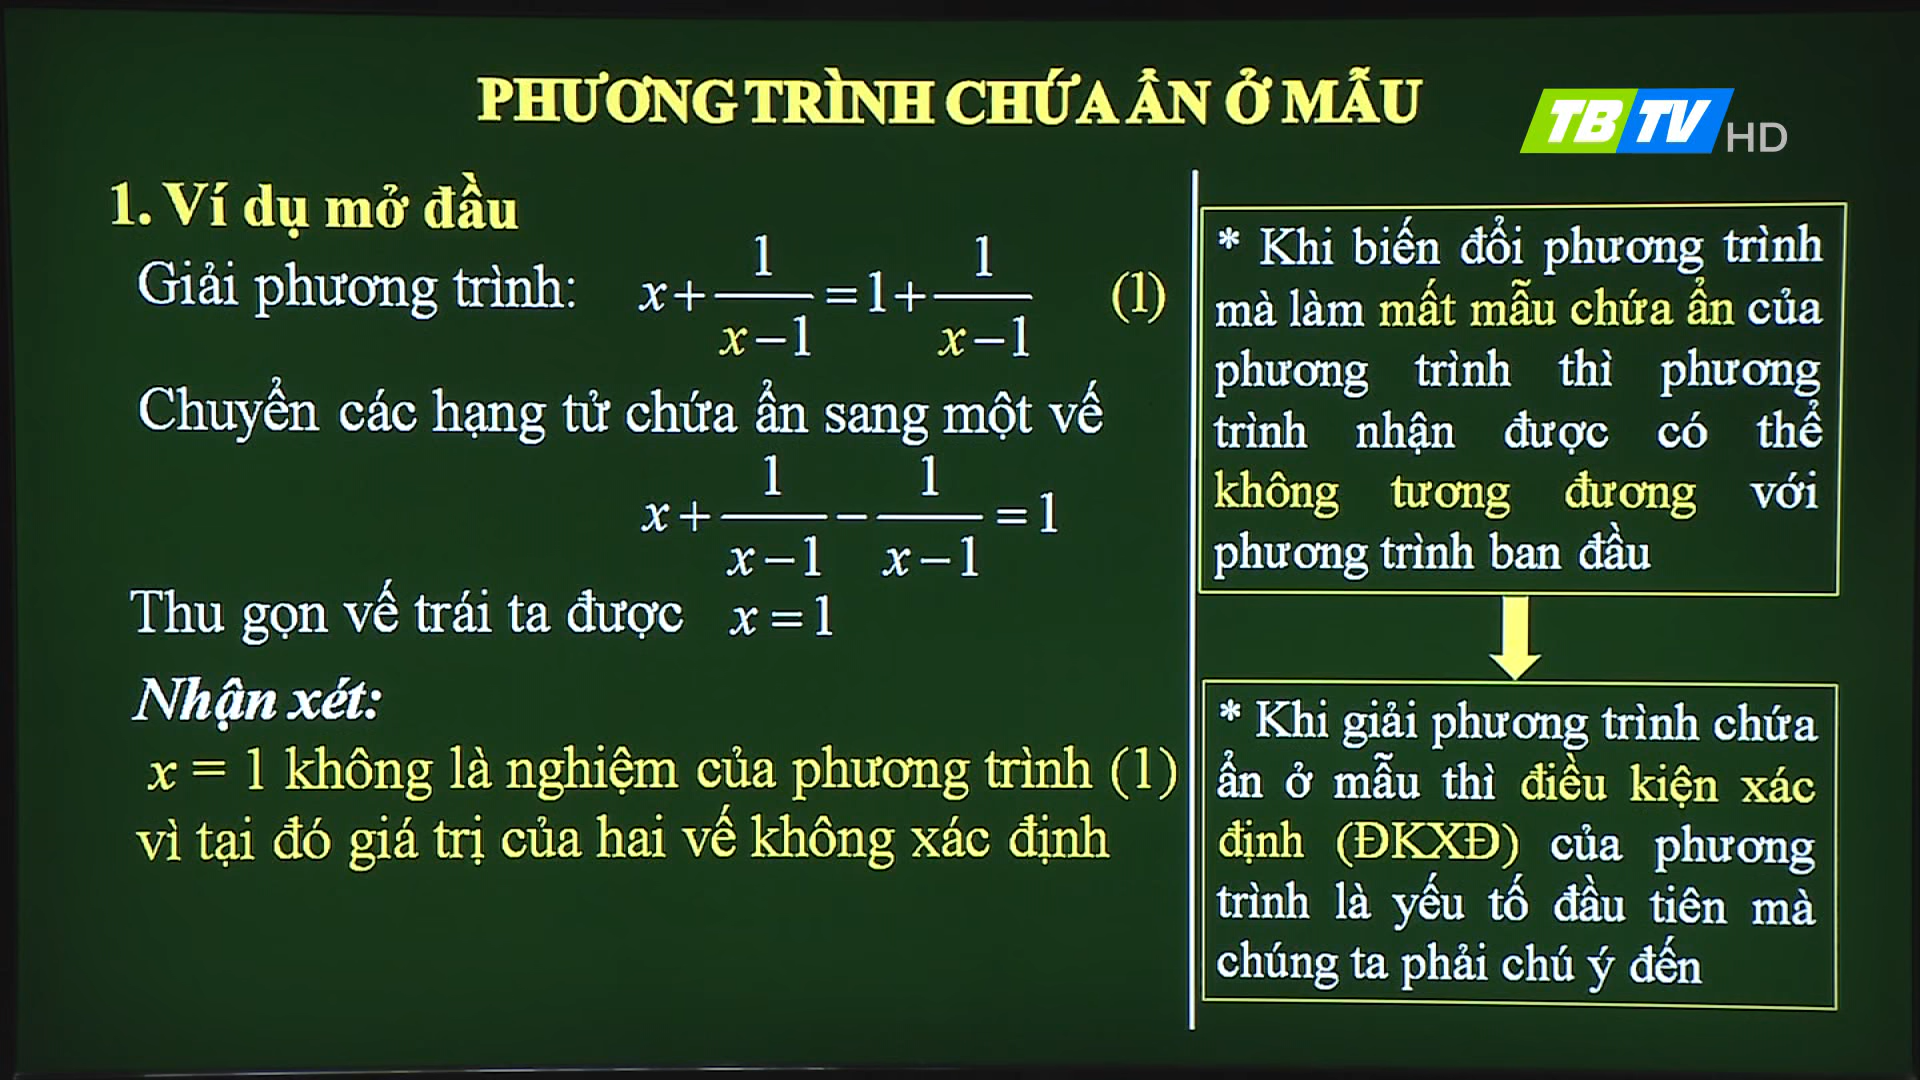 PHƯƠNG TRÌNH CHỨA ẨN Ở MẪU
TBTV HD
1. Ví dụ mở đầu
Giải phương trình: x + 1/(x−1) = 1 + 1/(x−1) (1)
Chuyển các hạng tử chứa ẩn sang một vế
x + 1/(x−1) − 1/(x−1) = 1
Thu gọn vế trái ta được x = 1
Nhận xét:
x = 1 không là nghiệm của phương trình (1)
vì tại đó giá trị của hai vế không xác định
* Khi biến đổi phương trình
mà làm mất mẫu chứa ẩn của
phương trình thì phương
trình nhận được có thể
không tương đương với
phương trình ban đầu
* Khi giải phương trình chứa
ẩn ở mẫu thì điều kiện xác
định (ĐKXĐ) của phương
trình là yếu tố đầu tiên mà
chúng ta phải chú ý đến